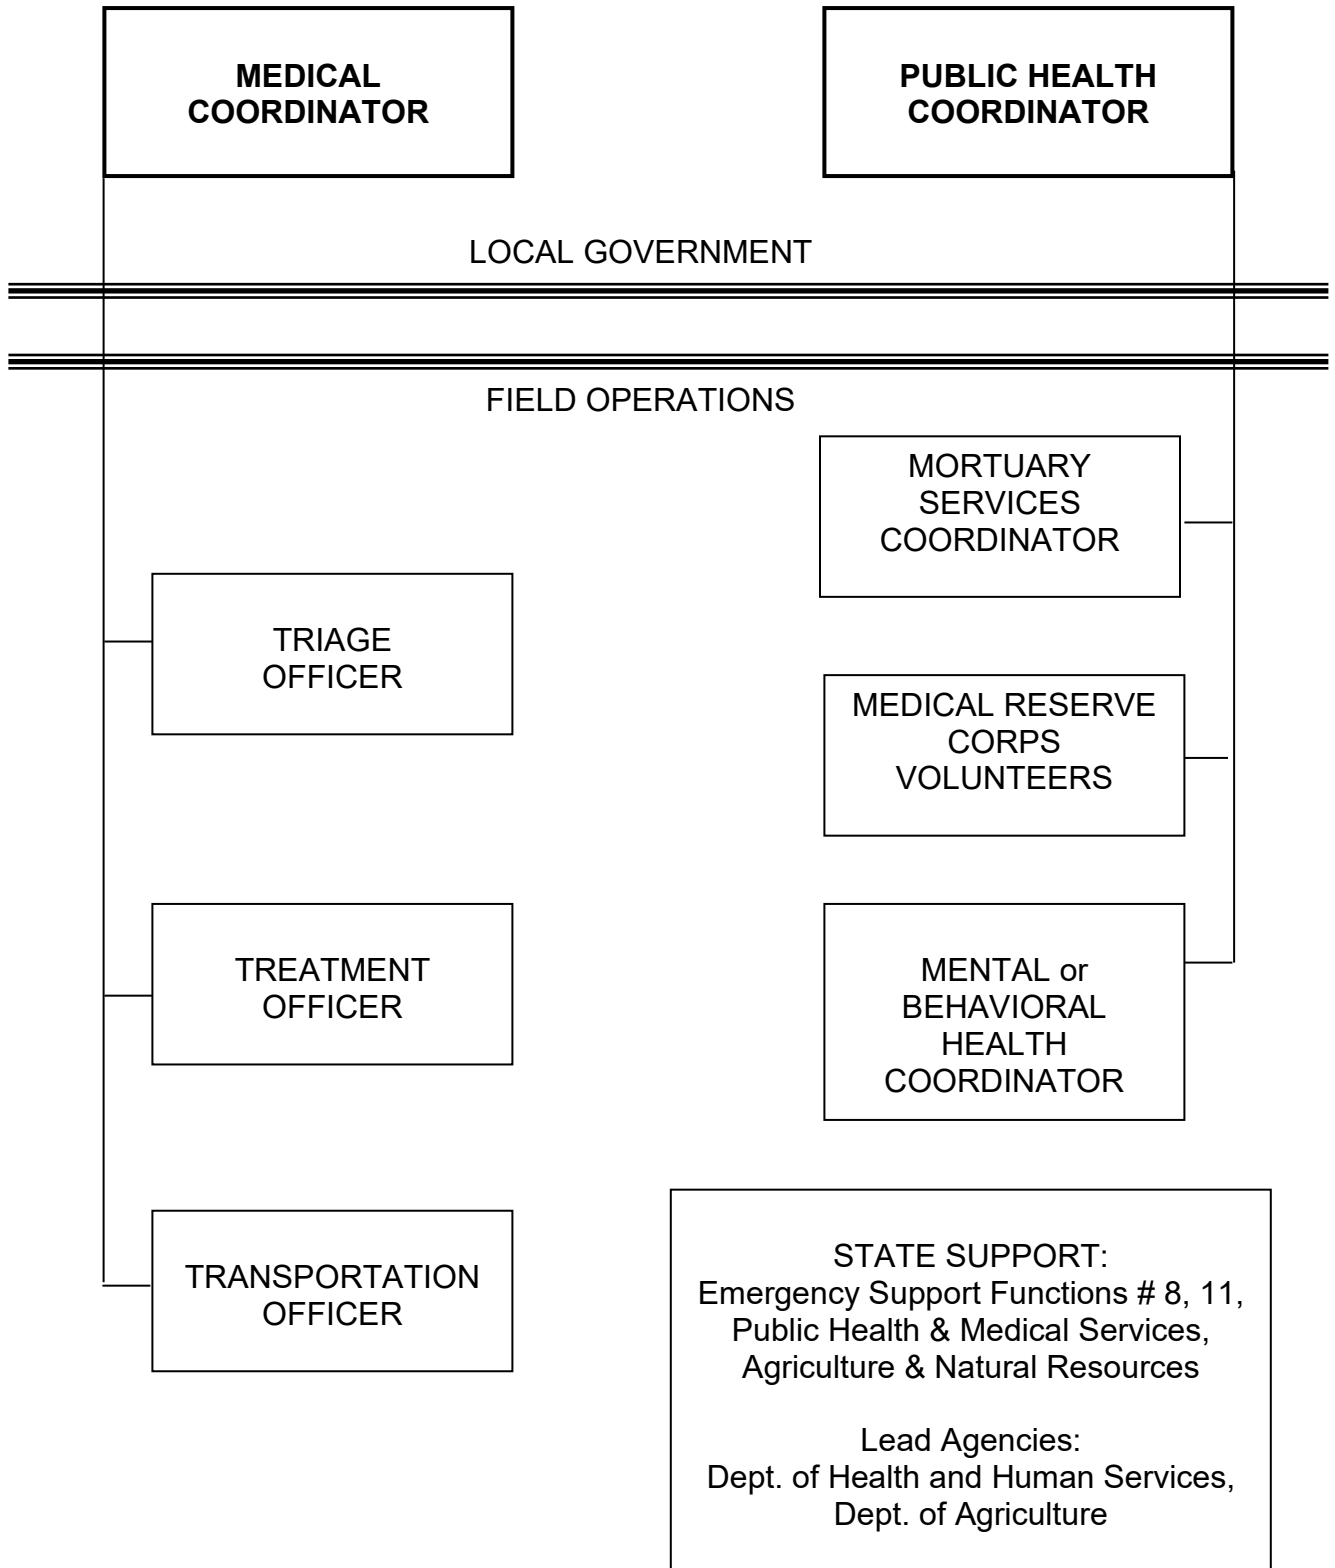 MEDICAL
COORDINATOR
PUBLIC HEALTH
COORDINATOR
LOCAL GOVERNMENT
FIELD OPERATIONS
MORTUARY
SERVICES
COORDINATOR
TRIAGE
OFFICER
MEDICAL RESERVE
CORPS
VOLUNTEERS
TREATMENT
OFFICER
MENTAL or
BEHAVIORAL
HEALTH
COORDINATOR
TRANSPORTATION
OFFICER
STATE SUPPORT:
Emergency Support Functions # 8, 11,
Public Health & Medical Services,
Agriculture & Natural Resources
Lead Agencies:
Dept. of Health and Human Services,
Dept. of Agriculture